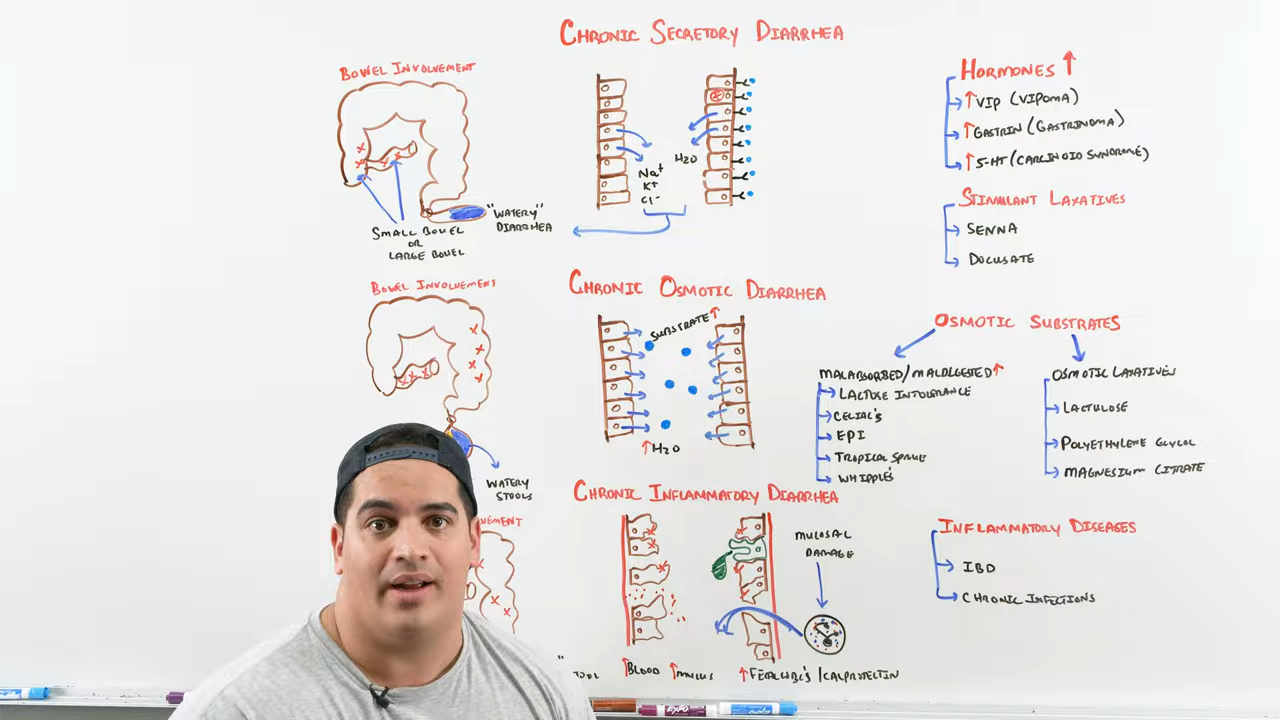 CHRONIC SECRETORY DIARRHEA
BOWEL INVOLVEMENT
Na+
K+
Cl-
H2O
"WATERY"
DIARRHEA
SMALL BOWEL
OR
LARGE BOWEL
HORMONES ↑
↑VIP (VIPOMA)
↑GASTRIN (GASTRINOMA)
↑5-HT (CARCINOID SYNDROME)
STIMULANT LAXATIVES
SENNA
DOCUSATE
CHRONIC OSMOTIC DIARRHEA
BOWEL INVOLVEMENT
SUBSTRATE↑
↑H2O
WATERY
STOOLS
OSMOTIC SUBSTRATES
MALABSORBED/MALDIGESTED↑
LACTOSE INTOLERANCE
CELIAC'S
EPI
TROPICAL SPRUE
WHIPPLE'S
OSMOTIC LAXATIVES
LACTULOSE
POLYETHYLENE GLYCOL
MAGNESIUM CITRATE
CHRONIC INFLAMMATORY DIARRHEA
MUCOSAL
DAMAGE
↑BLOOD ↑MUCUS ↑FECAL WBC'S/CALPROTECTIN
INFLAMMATORY DISEASES
IBD
CHRONIC INFECTIONS
EXPO